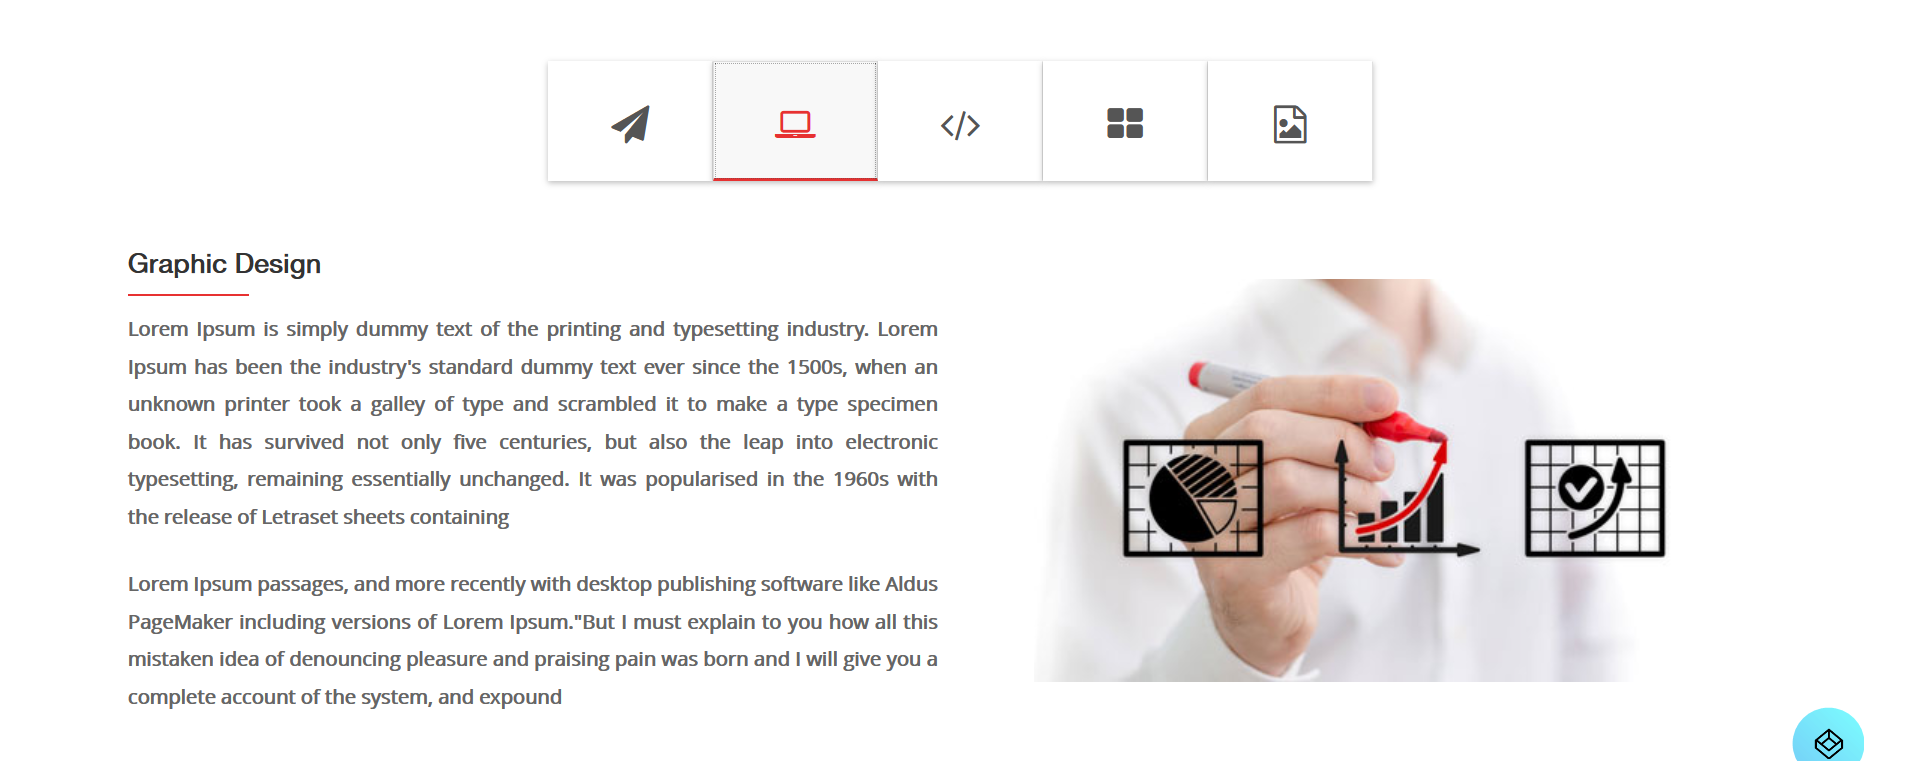 Graphic Design
Lorem Ipsum is simply dummy text of the printing and typesetting industry. Lorem
Ipsum has been the industry's standard dummy text ever since the 1500s, when an
unknown printer took a galley of type and scrambled it to make a type specimen
book. It has survived not only five centuries, but also the leap into electronic
typesetting, remaining essentially unchanged. It was popularised in the 1960s with
the release of Letraset sheets containing
Lorem Ipsum passages, and more recently with desktop publishing software like Aldus
PageMaker including versions of Lorem Ipsum."But I must explain to you how all this
mistaken idea of denouncing pleasure and praising pain was born and I will give you a
complete account of the system, and expound